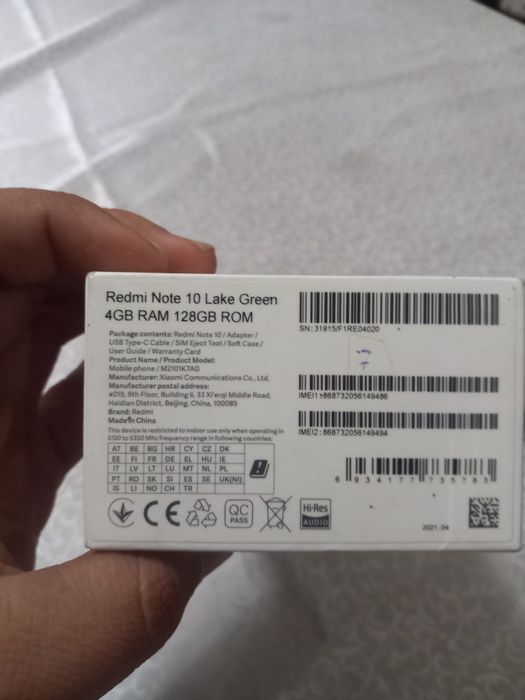 Redmi Note 10 Lake Green
4GB RAM 128GB ROM
Package contents: Redmi Note 10 / Adapter /
USB Type-C Cable / SIM Eject Tool / Soft Case /
User Guide / Warranty Card
Product Name / Product Model:
Mobile phone / M2101K7AG
Manufacturer: Xiaomi Communications Co., Ltd.
Manufacturer postal address:
#019, 9th Floor, Building 6, 33 Xi'erqi Middle Road,
Haidian District, Beijing, China, 100085
Brand: Redmi
Made in China
This device is restricted to indoor use only when operating in
5150 to 5350 Mhz frequency range in following countries:
AT BE BG HR CY CZ DK
EE FI FR DE EL HU IE
IT LV LT LU MT NL PL
PT RO SK SI ES SE UK(NI)
IS LI NO CH TR
SN: 31915/F1RE04020
IMEI1: 868732056149486
IMEI2: 868732056149494
6 934177 735783
CE
QC
PASS
Hi-Res
AUDIO
2021.04